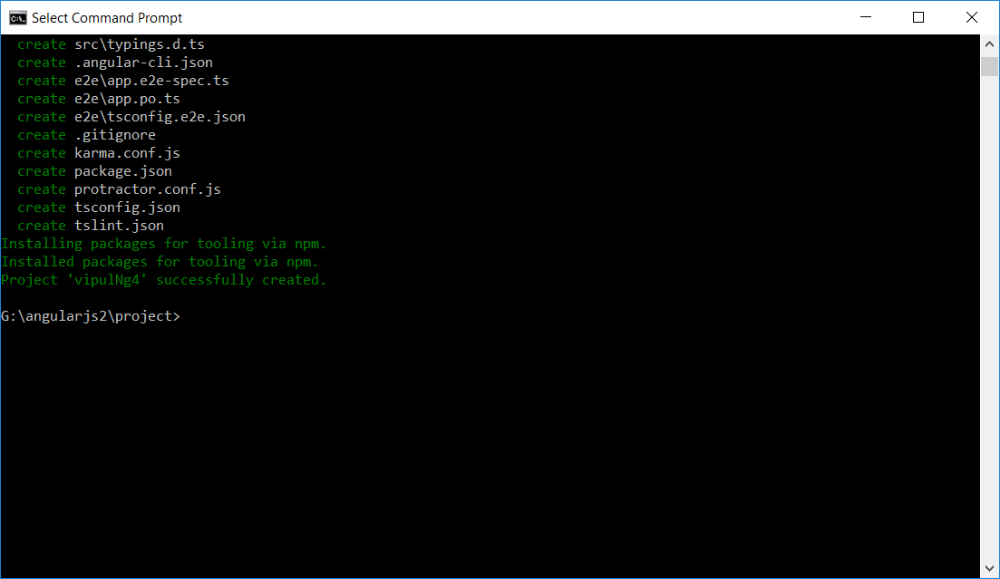 Select Command Prompt
create src\typings.d.ts
create .angular-cli.json
create e2e\app.e2e-spec.ts
create e2e\app.po.ts
create e2e\tsconfig.e2e.json
create .gitignore
create karma.conf.js
create package.json
create protractor.conf.js
create tsconfig.json
create tslint.json
Installing packages for tooling via npm.
Installed packages for tooling via npm.
Project 'vipulNg4' successfully created.
G:\angularjs2\project>